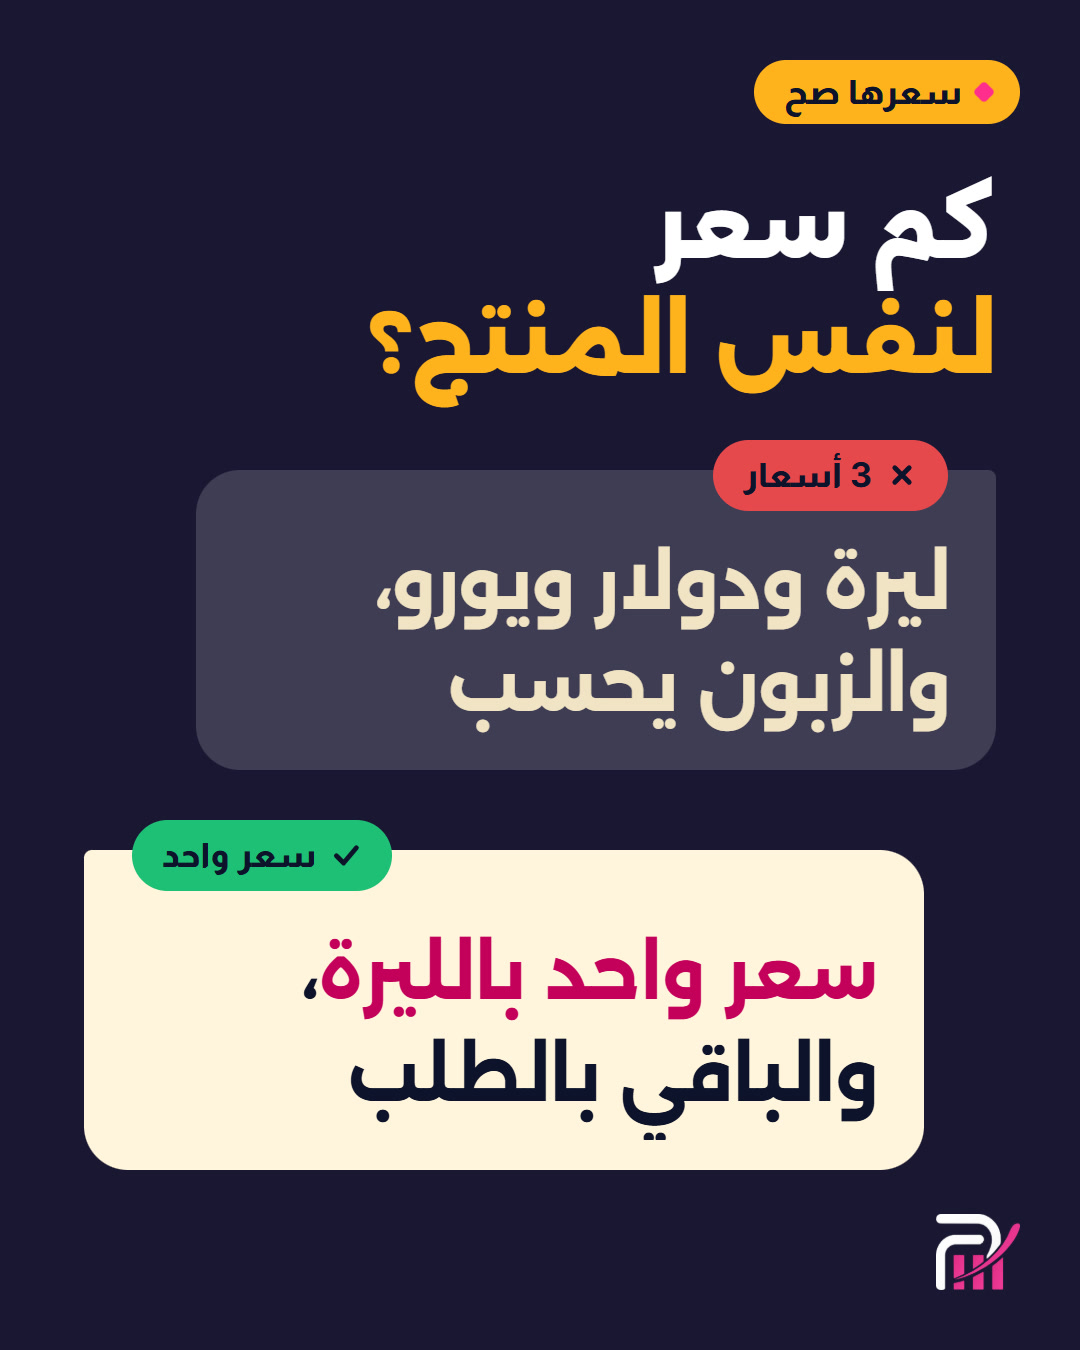 سعرها صح
كم سعر
لنفس المنتج؟
3 أسعار
ليرة ودولار ويورو،
والزبون يحسب
سعر واحد
سعر واحد بالليرة،
والباقي بالطلب